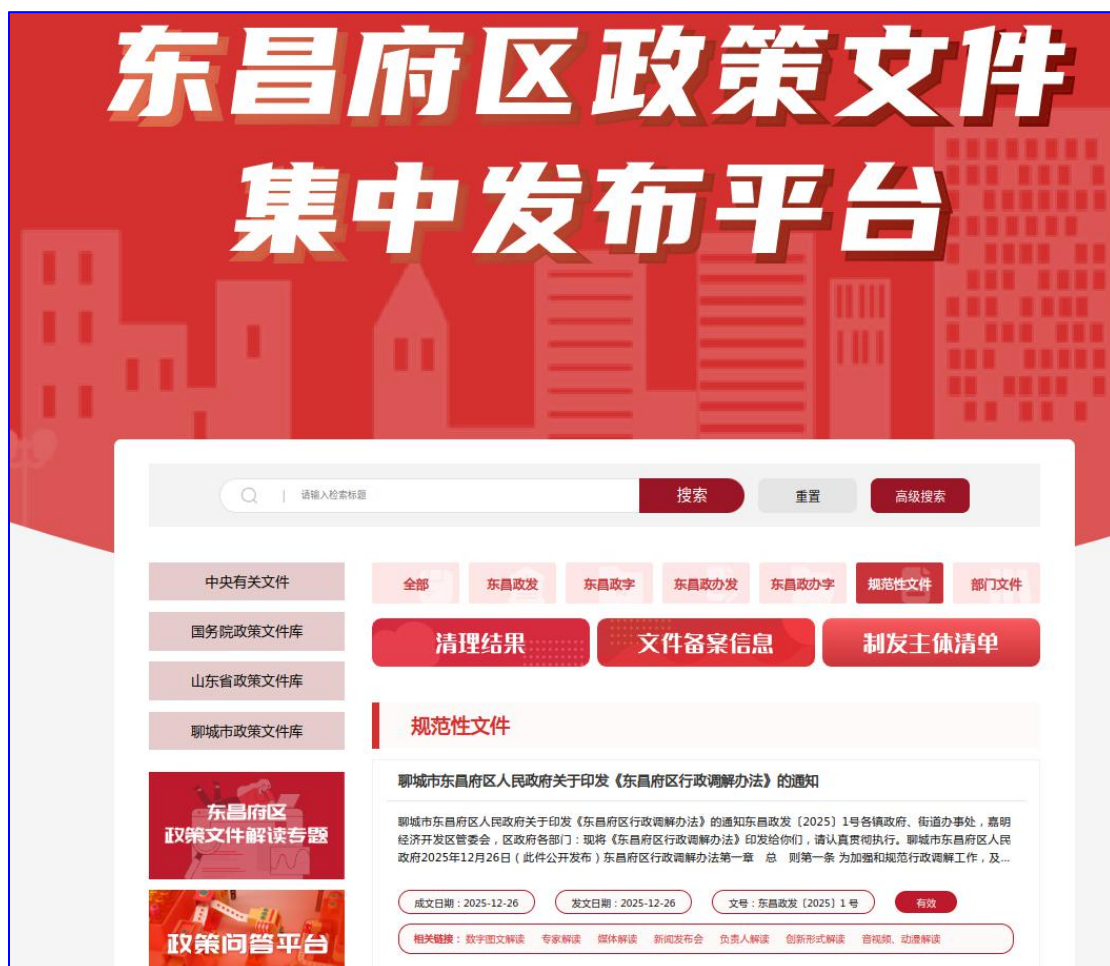 东昌府区政策文件
集中发布平台
请输入检索标题
搜索
重置
高级搜索
中央有关文件
国务院政策文件库
山东省政策文件库
聊城市政策文件库
东昌府区
政策文件解读专题
政策问答平台
全部
东昌政发
东昌政字
东昌政办发
东昌政办字
规范性文件
部门文件
清理结果
文件备案信息
制发主体清单
规范性文件
聊城市东昌府区人民政府关于印发《东昌府区行政调解办法》的通知
聊城市东昌府区人民政府关于印发《东昌府区行政调解办法》的通知东昌政发〔2025〕1号各镇政府、街道办事处，嘉明
经济开发区管委会，区政府各部门：现将《东昌府区行政调解办法》印发给你们，请认真贯彻执行。聊城市东昌府区人民
政府2025年12月26日（此件公开发布）东昌府区行政调解办法第一章　总　则第一条 为加强和规范行政调解工作，及...
成文日期：2025-12-26
发文日期：2025-12-26
文号：东昌政发〔2025〕1 号
有效
相关链接： 数字图文解读 专家解读 媒体解读 新闻发布会 负责人解读 创新形式解读 音视频、动漫解读